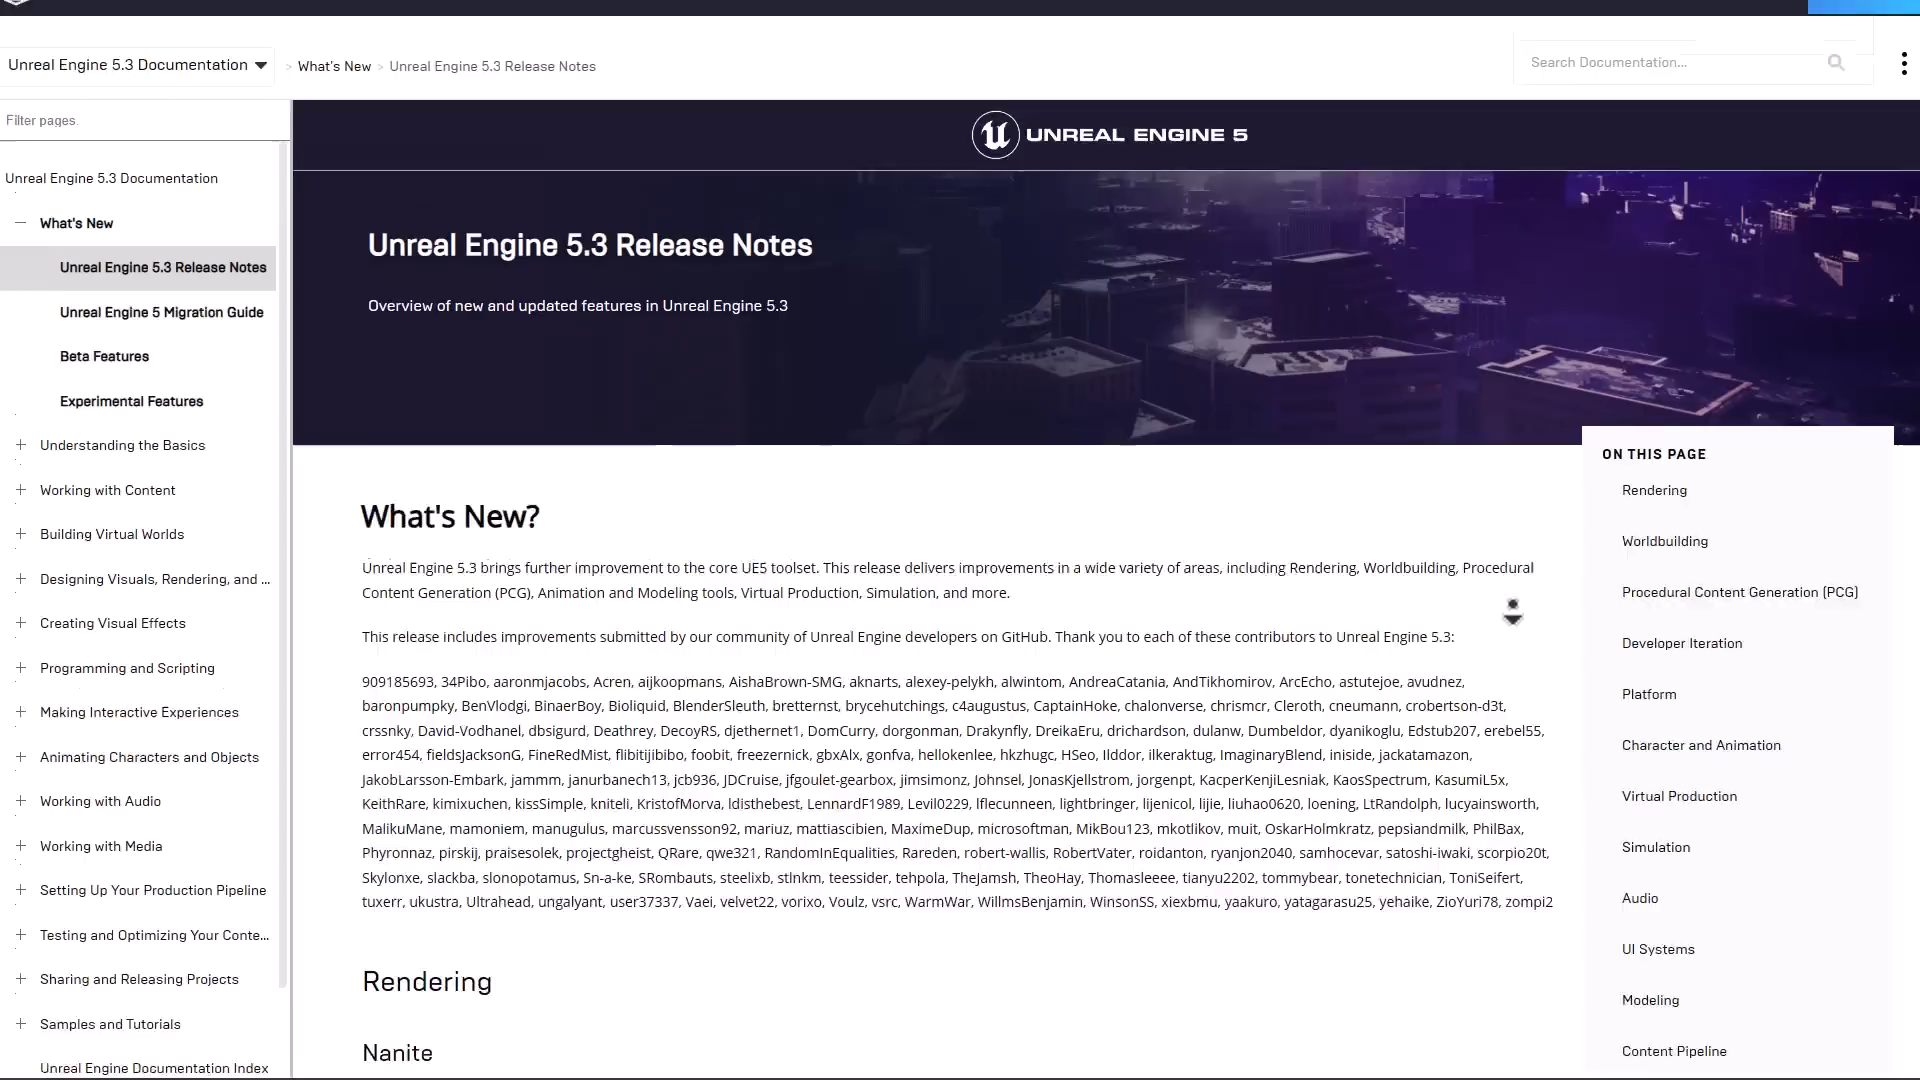 Unreal Engine 5.3 Documentation
> What's New > Unreal Engine 5.3 Release Notes
Search Documentation...
Filter pages.
Unreal Engine 5.3 Documentation
What's New
Unreal Engine 5.3 Release Notes
Unreal Engine 5 Migration Guide
Beta Features
Experimental Features
Understanding the Basics
Working with Content
Building Virtual Worlds
Designing Visuals, Rendering, and ...
Creating Visual Effects
Programming and Scripting
Making Interactive Experiences
Animating Characters and Objects
Working with Audio
Working with Media
Setting Up Your Production Pipeline
Testing and Optimizing Your Conte...
Sharing and Releasing Projects
Samples and Tutorials
Unreal Engine Documentation Index
UNREAL ENGINE 5
Unreal Engine 5.3 Release Notes
Overview of new and updated features in Unreal Engine 5.3
What's New?
Unreal Engine 5.3 brings further improvement to the core UE5 toolset. This release delivers improvements in a wide variety of areas, including Rendering, Worldbuilding, Procedural
Content Generation (PCG), Animation and Modeling tools, Virtual Production, Simulation, and more.
This release includes improvements submitted by our community of Unreal Engine developers on GitHub. Thank you to each of these contributors to Unreal Engine 5.3:
909185693, 34Pibo, aaronmjacobs, Acren, aijkoopmans, AishaBrown-SMG, aknarts, alexey-pelykh, alwintom, AndreaCatania, AndTikhomirov, ArcEcho, astutejoe, avudnez,
baronpumpky, BenVlodgi, BinaerBoy, Bioliquid, BlenderSleuth, bretternst, brycehutchings, c4augustus, CaptainHoke, chalonverse, chrismcr, Cleroth, cneumann, crobertson-d3t,
crssnky, David-Vodhanel, dbsigurd, Deathrey, DecoyRS, djethernet1, DomCurry, dorgonman, Drakynfly, DreikaEru, drichardson, dulanw, Dumbeldor, dyanikoglu, Edstub207, erebel55,
error454, fieldsJacksonG, FineRedMist, flibitijibibo, foobit, freezernick, gbxAlx, gonfva, hellokenlee, hkzhugc, HSeo, Ilddor, ilkeraktug, ImaginaryBlend, iniside, jackatamazon,
JakobLarsson-Embark, jammm, janurbanech13, jcb936, JDCruise, jfgoulet-gearbox, jimsimonz, Johnsel, JonasKjellstrom, jorgenpt, KacperKenjiLesniak, KaosSpectrum, KasumiL5x,
KeithRare, kimixuchen, kissSimple, kniteli, KristofMorva, ldisthebest, LennardF1989, Levil0229, lflecunneen, lightbringer, lijenicol, lijie, liuhao0620, loening, LtRandolph, lucyainsworth,
MalikuMane, mamoniem, manugulus, marcussvensson92, mariuz, mattiascibien, MaximeDup, microsoftman, MikBou123, mkotlikov, muit, OskarHolmkratz, pepsiandmilk, PhilBax,
Phyronnaz, pirskij, praisesolek, projectgheist, QRare, qwe321, RandomInEqualities, Rareden, robert-wallis, RobertVater, roidanton, ryanjon2040, samhocevar, satoshi-iwaki, scorpio20t,
Skylonxe, slackba, slonopotamus, Sn-a-ke, SRombauts, steelixb, stlnkm, teessider, tehpola, TheJamsh, TheoHay, Thomasleeee, tianyu2202, tommybear, tonetechnician, ToniSeifert,
tuxerr, ukustra, Ultrahead, ungalyant, user37337, Vaei, velvet22, vorixo, Voulz, vsrc, WarmWar, WillmsBenjamin, WinsonSS, xiexbmu, yaakuro, yatagarasu25, yehaike, ZioYuri78, zompi2
Rendering
Nanite
ON THIS PAGE
Rendering
Worldbuilding
Procedural Content Generation (PCG)
Developer Iteration
Platform
Character and Animation
Virtual Production
Simulation
Audio
UI Systems
Modeling
Content Pipeline